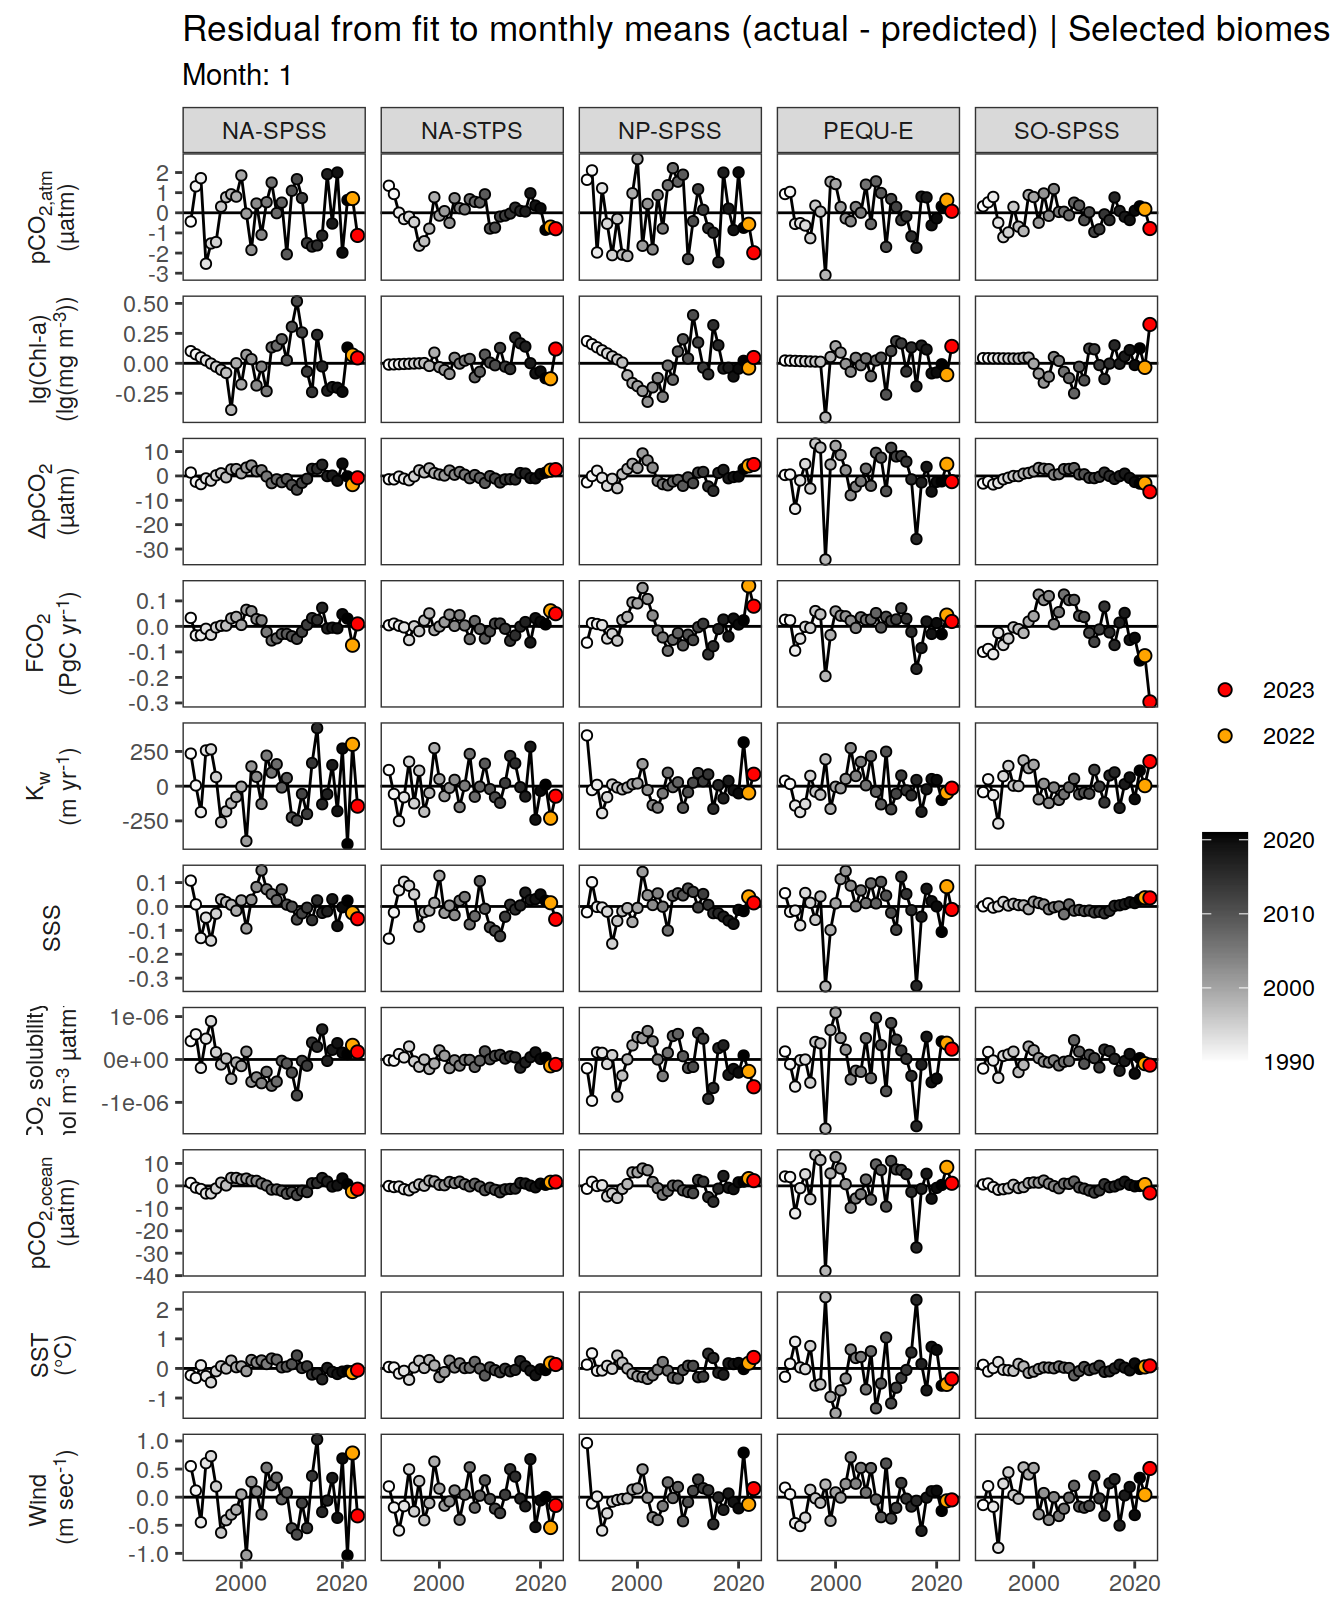 Residual from fit to monthly means (actual - predicted) | Selected biomes
Month: 1
NA-SPSS NA-STPS NP-SPSS PEQU-E SO-SPSS
pCO2,atm
(µatm)
2
1
0
-1
-2
-3
lg(Chl-a)
(lg(mg m-3))
0.50
0.25
0.00
-0.25
ΔpCO2
(µatm)
10
0
-10
-20
-30
FCO2
(PgC yr-1)
0.1
0.0
-0.1
-0.2
-0.3
Kw
(m yr-1)
250
0
-250
SSS
0.1
0.0
-0.1
-0.2
-0.3
CO2 solubility
mol m-3 µatm
1e-06
0e+00
-1e-06
pCO2,ocean
(µatm)
10
0
-10
-20
-30
-40
SST
(°C)
2
1
0
-1
Wind
(m sec-1)
1.0
0.5
0.0
-0.5
-1.0
2000 2020 2000 2020 2000 2020 2000 2020 2000 2020
2023
2022
2020
2010
2000
1990